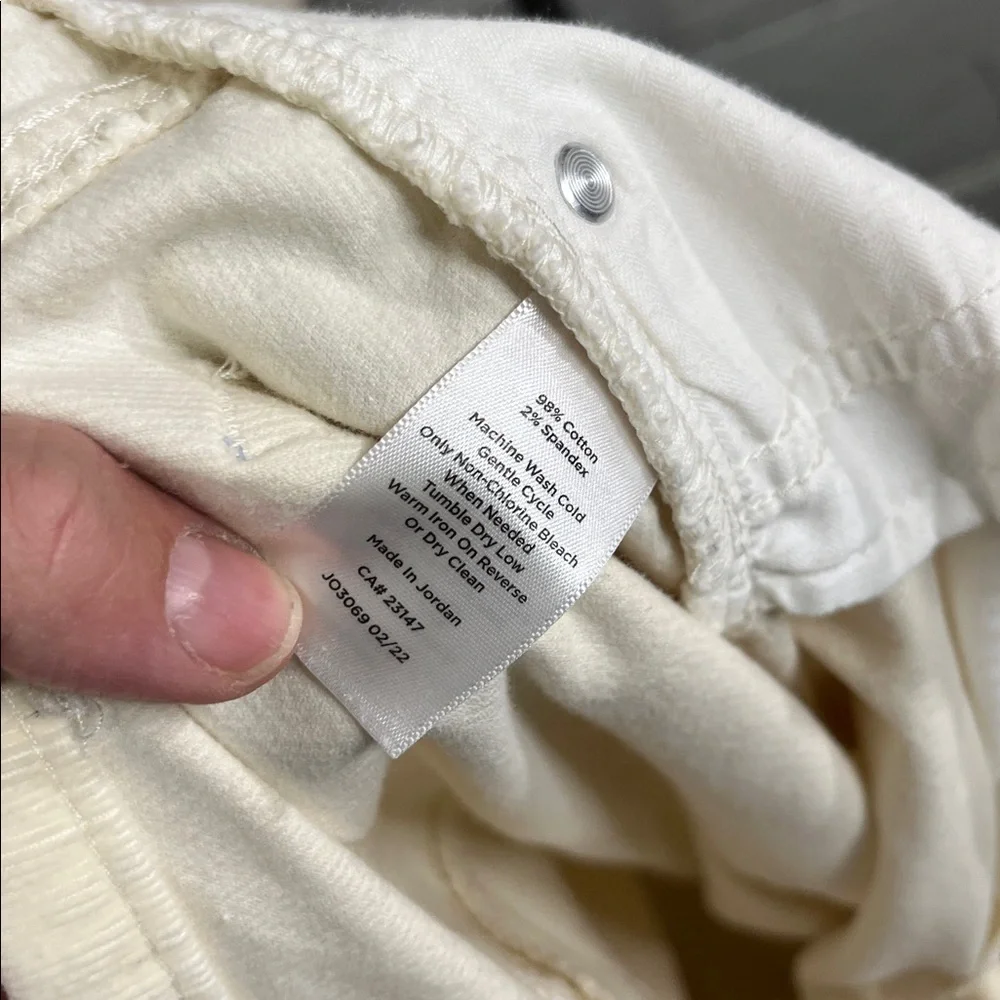 98% Cotton
2% Spandex
Machine Wash Cold
Gentle Cycle
Only Non-Chlorine Bleach
When Needed
Tumble Dry Low
Warm Iron On Reverse
Or Dry Clean
Made In Jordan
CA# 23147
JO3069 02/22